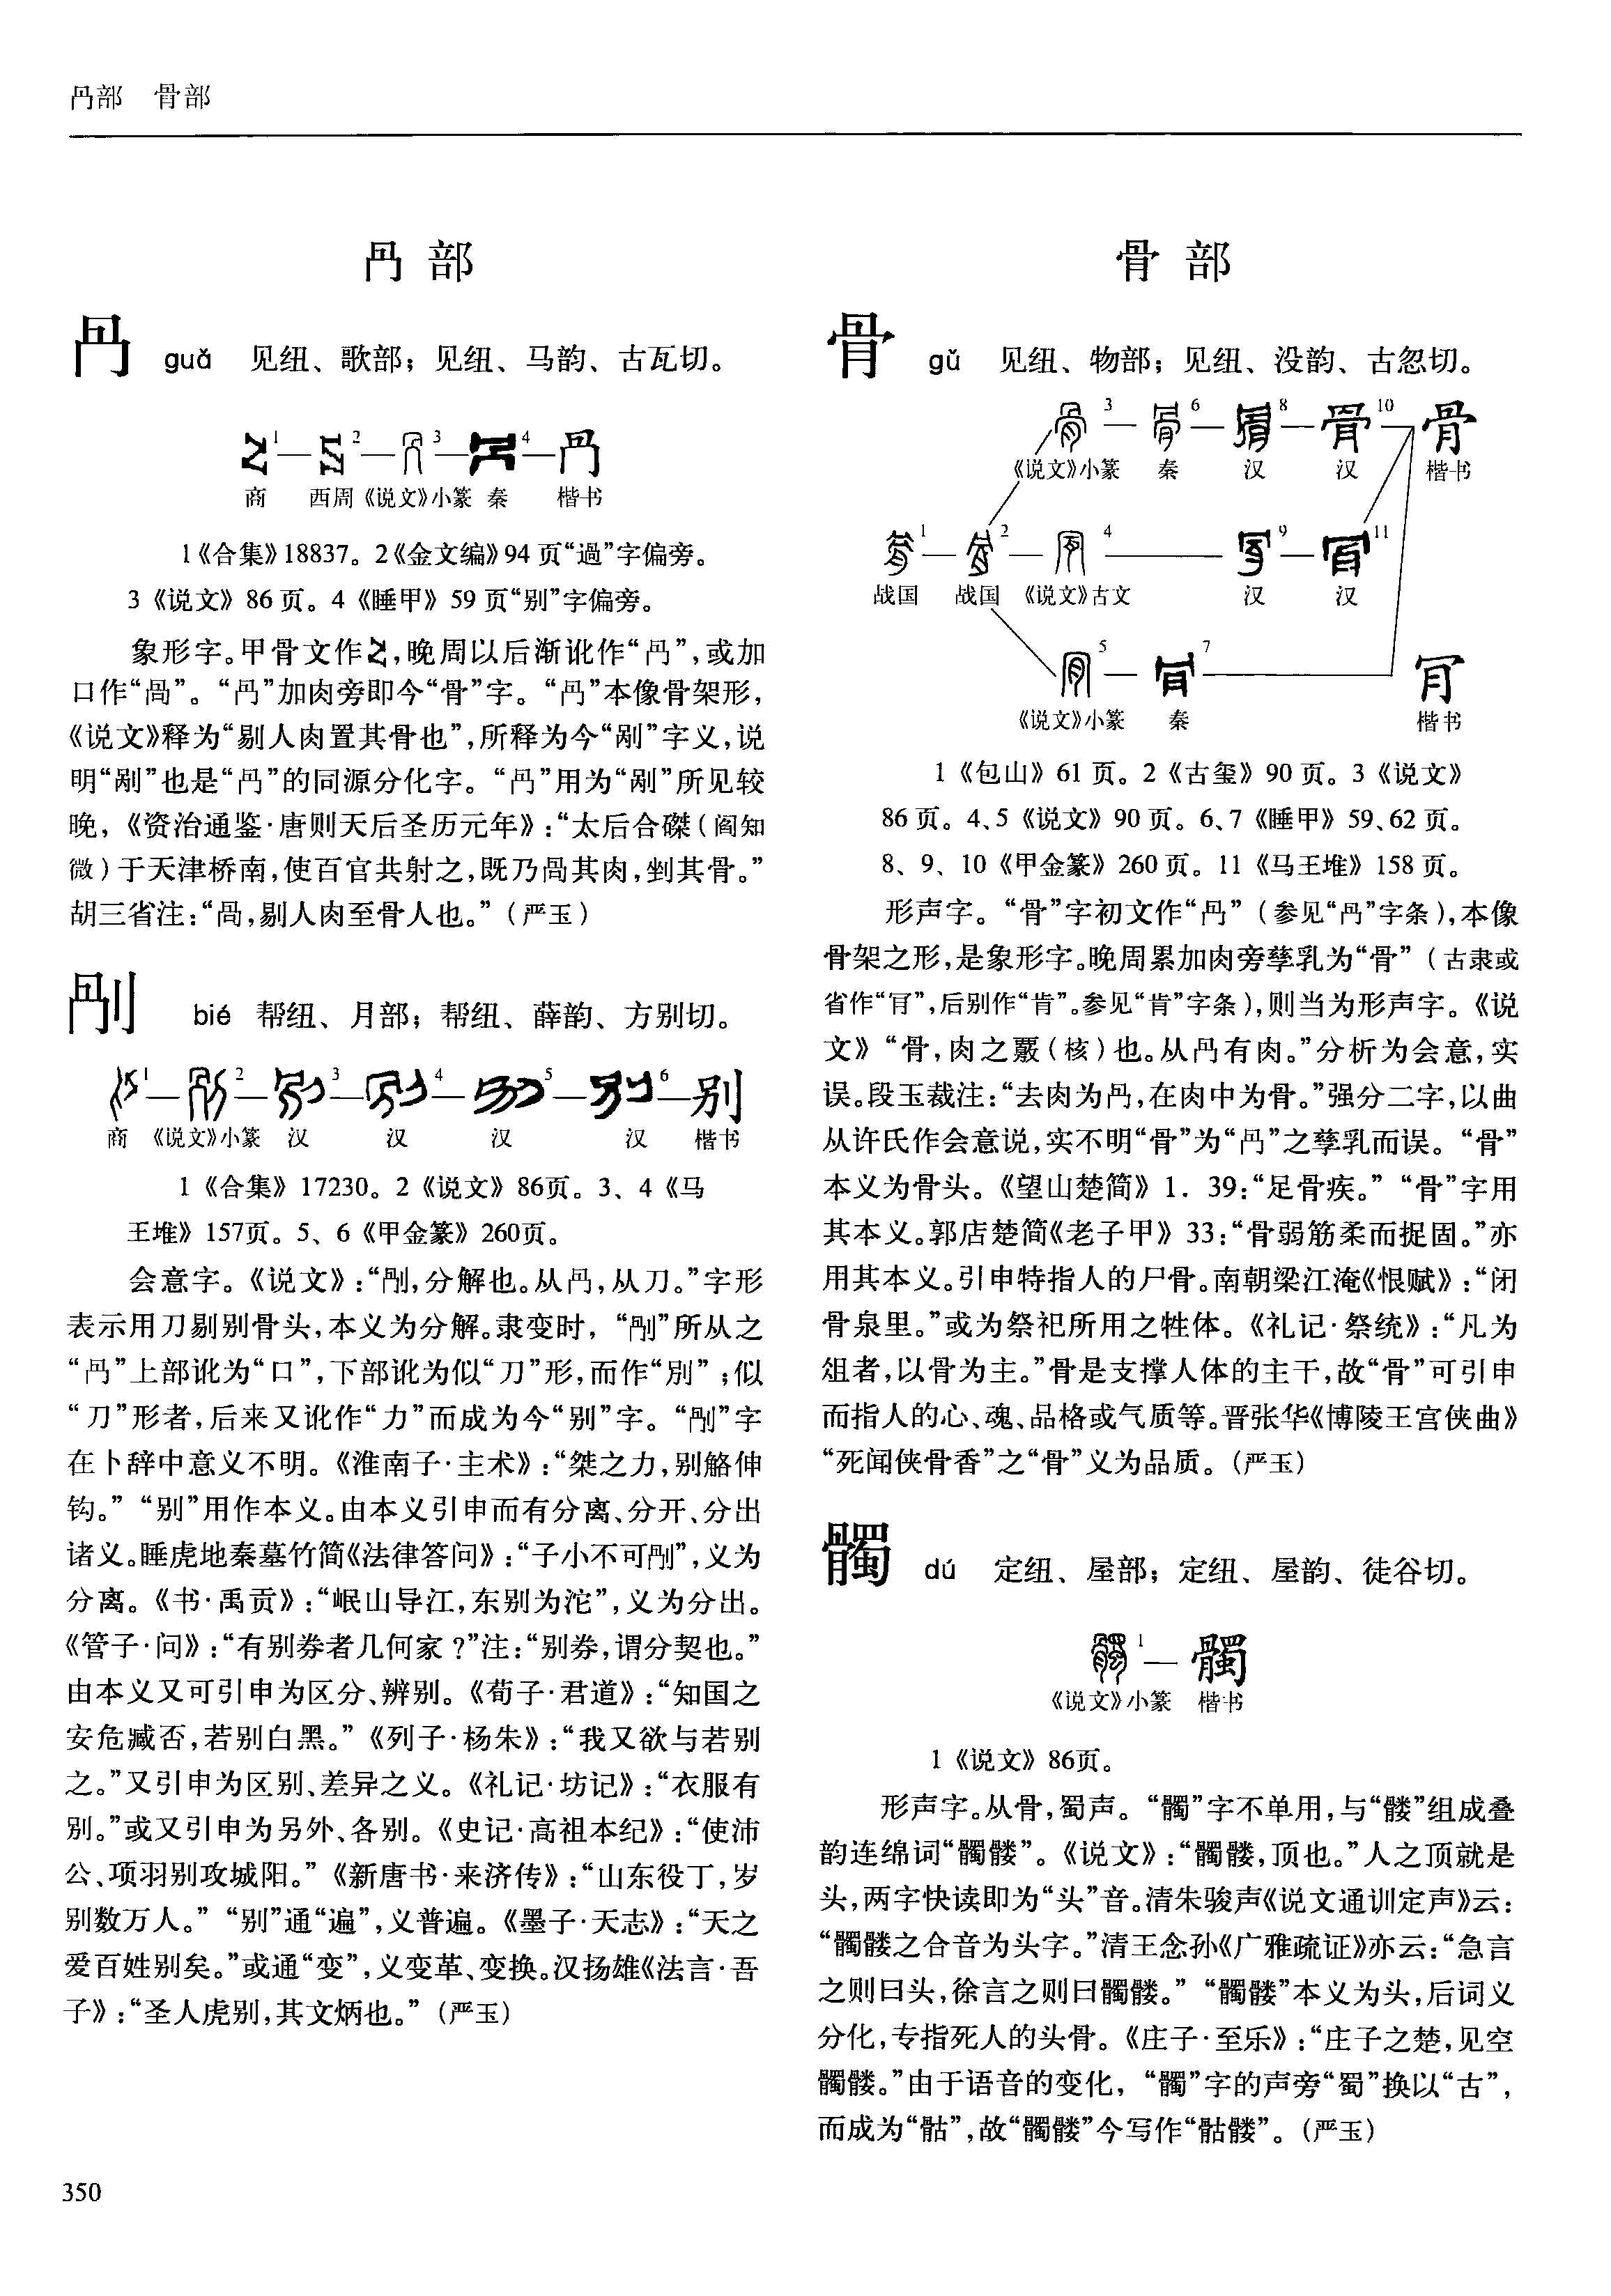 冎部　骨部
冎 部
冎 guǎ 见纽、歌部；见纽、马韵、古瓦切。
1 2 3 4 冎
商 西周 《说文》小篆 秦 楷书
1《合集》18837。2《金文编》94 页“過”字偏旁。
3《说文》86 页。4《睡甲》59 页“别”字偏旁。
象形字。甲骨文作，晚周以后渐讹作“冎”，或加
口作“咼”。“冎”加肉旁即今“骨”字。“冎”本像骨架形，
《说文》释为“剔人肉置其骨也”，所释为今“剐”字义，说
明“剐”也是“冎”的同源分化字。“冎”用为“剐”所见较
晚，《资治通鉴·唐则天后圣历元年》：“太后合磔（阎知
微）于天津桥南，使百官共射之，既乃咼其肉，剉其骨。”
胡三省注：“咼，剔人肉至骨人也。”（严玉）
𠛰 bié 帮纽、月部；帮纽、薛韵、方别切。
1 2 3 4 5 6 别
商 《说文》小篆 汉 汉 汉 汉 楷书
1《合集》17230。2《说文》86页。3、4《马
王堆》157页。5、6《甲金篆》260页。
会意字。《说文》：“𠛰，分解也。从冎，从刀。”字形
表示用刀剔别骨头，本义为分解。隶变时，“𠛰”所从之
“冎”上部讹为“口”，下部讹为似“刀”形，而作“別”；似
“刀”形者，后来又讹作“力”而成为今“别”字。“𠛰”字
在卜辞中意义不明。《淮南子·主术》：“桀之力，别觡伸
钩。”“别”用作本义。由本义引申而有分离、分开、分出
诸义。睡虎地秦墓竹简《法律答问》：“子小不可𠛰”，义为
分离。《书·禹贡》：“岷山导江，东别为沱”，义为分出。
《管子·问》：“有别券者几何家？”注：“别券，谓分契也。”
由本义又可引申为区分、辨别。《荀子·君道》：“知国之
安危臧否，若别白黑。”《列子·杨朱》：“我又欲与若别
之。”又引申为区别、差异之义。《礼记·坊记》：“衣服有
别。”或又引申为另外、各别。《史记·高祖本纪》：“使沛
公、项羽别攻城阳。”《新唐书·来济传》：“山东役丁，岁
别数万人。”“别”通“遍”，义普遍。《墨子·天志》：“天之
爱百姓别矣。”或通“变”，义变革、变换。汉扬雄《法言·吾
子》：“圣人虎别，其文炳也。”（严玉）
350
骨 部
骨 gǔ 见纽、物部；见纽、没韵、古忽切。
3 6 8 10 骨
《说文》小篆 秦 汉 汉 楷书
1 2 4 9 11
战国 战国 《说文》古文 汉 汉
5 7 肎
《说文》小篆 秦 楷书
1《包山》61 页。2《古玺》90 页。3《说文》
86 页。4、5《说文》90 页。6、7《睡甲》59、62 页。
8、9、10《甲金篆》260 页。11《马王堆》158 页。
形声字。“骨”字初文作“冎”（参见“冎”字条），本像
骨架之形，是象形字。晚周累加肉旁孳乳为“骨”（古隶或
省作“肎”，后别作“肯”。参见“肯”字条），则当为形声字。《说
文》“骨，肉之覈（核）也。从冎有肉。”分析为会意，实
误。段玉裁注：“去肉为冎，在肉中为骨。”强分二字，以曲
从许氏作会意说，实不明“骨”为“冎”之孳乳而误。“骨”
本义为骨头。《望山楚简》1．39：“足骨疾。”“骨”字用
其本义。郭店楚简《老子甲》33：“骨弱筋柔而捉固。”亦
用其本义。引申特指人的尸骨。南朝梁江淹《恨赋》：“闭
骨泉里。”或为祭祀所用之牲体。《礼记·祭统》：“凡为
俎者，以骨为主。”骨是支撑人体的主干，故“骨”可引申
而指人的心、魂、品格或气质等。晋张华《博陵王宫侠曲》
“死闻侠骨香”之“骨”义为品质。（严玉）
髑 dú 定纽、屋部；定纽、屋韵、徒谷切。
1 髑
《说文》小篆 楷书
1《说文》86页。
形声字。从骨，蜀声。“髑”字不单用，与“髅”组成叠
韵连绵词“髑髅”。《说文》：“髑髅，顶也。”人之顶就是
头，两字快读即为“头”音。清朱骏声《说文通训定声》云：
“髑髅之合音为头字。”清王念孙《广雅疏证》亦云：“急言
之则曰头，徐言之则曰髑髅。”“髑髅”本义为头，后词义
分化，专指死人的头骨。《庄子·至乐》：“庄子之楚，见空
髑髅。”由于语音的变化，“髑”字的声旁“蜀”换以“古”，
而成为“骷”，故“髑髅”今写作“骷髅”。（严玉）